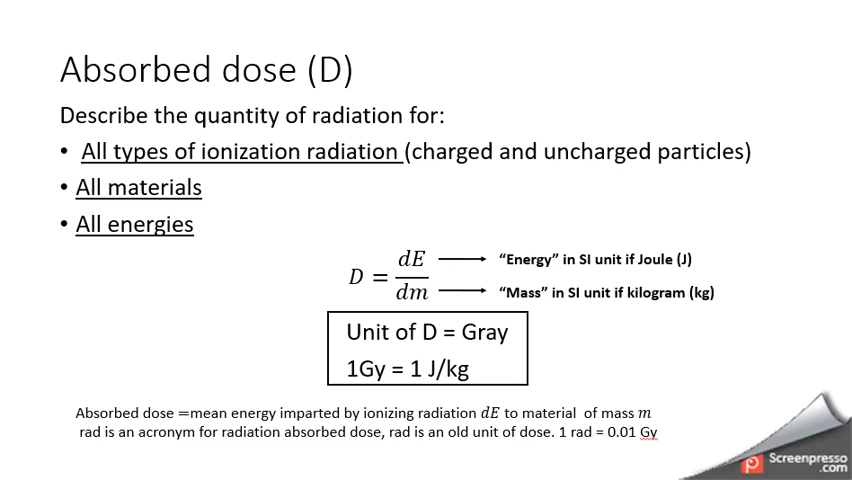 Absorbed dose (D)
Describe the quantity of radiation for:
• All types of ionization radiation (charged and uncharged particles)
• All materials
• All energies
D = dE/dm
“Energy” in SI unit if Joule (J)
“Mass” in SI unit if kilogram (kg)
Unit of D = Gray
1Gy = 1 J/kg
Absorbed dose =mean energy imparted by ionizing radiation dE to material of mass m
rad is an acronym for radiation absorbed dose, rad is an old unit of dose. 1 rad = 0.01 Gy
Screenpresso
.com